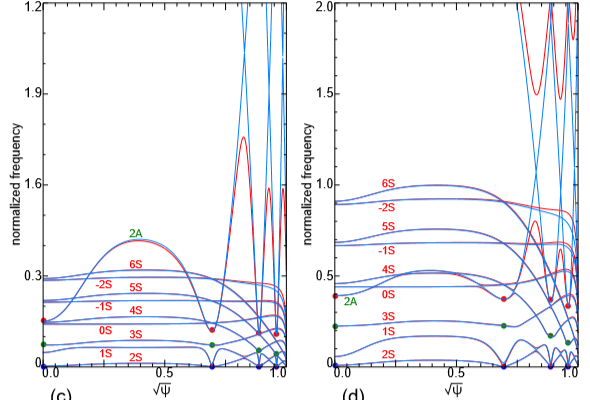 1.2
1.9
1.6
0.3
0
normalized frequency
2A
6S
-2S
5S
-1S
4S
0S
3S
1S
2S
0.0
0.5
1.0
√ψ
(c)
2.0
1.5
1.0
0.5
0
normalized frequency
6S
-2S
5S
-1S
4S
0S
2A
3S
1S
2S
0.0
0.5
1.0
√ψ
(d)